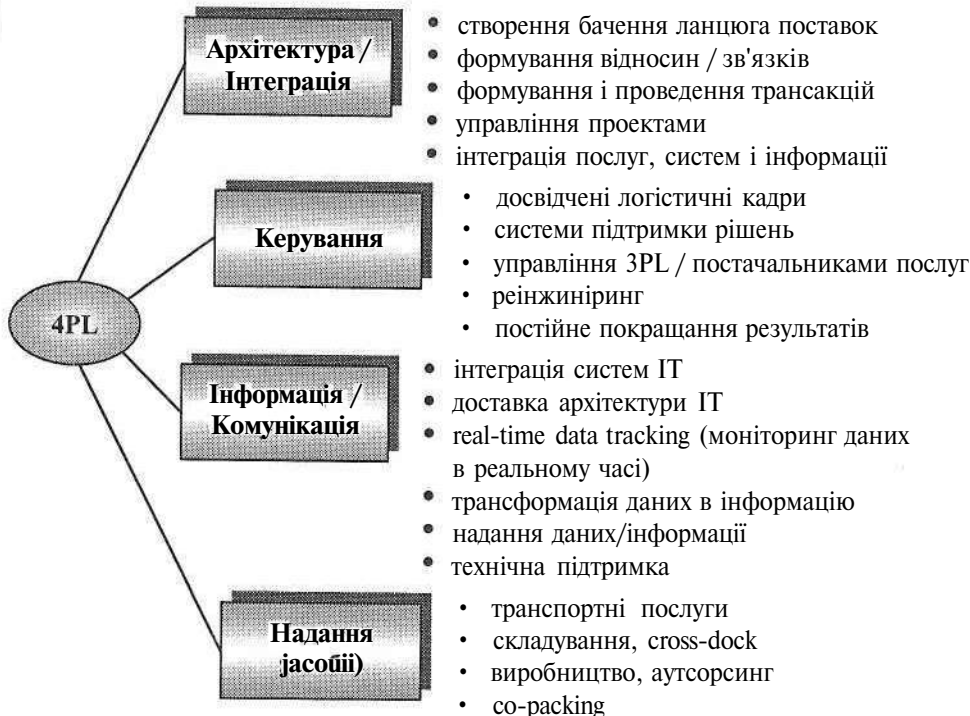 Архітектура /
Інтеграція
• створення бачення ланцюга поставок
• формування відносин / зв'язків
• формування і проведення трансакцій
• управління проектами
• інтеграція послуг, систем і інформації
Керування
• досвідчені логістичні кадри
• системи підтримки рішень
• управління 3PL / постачальниками послуг
• реінжиніринг
• постійне покращання результатів
4PL
Інформація /
Комунікація
• інтеграція систем ІТ
• доставка архітектури ІТ
• real-time data tracking (моніторинг даних
в реальному часі)
• трансформація даних в інформацію
• надання даних/інформації
• технічна підтримка
Надання
jacoüii)
• транспортні послуги
• складування, cross-dock
• виробництво, аутсорсинг
• co-packing